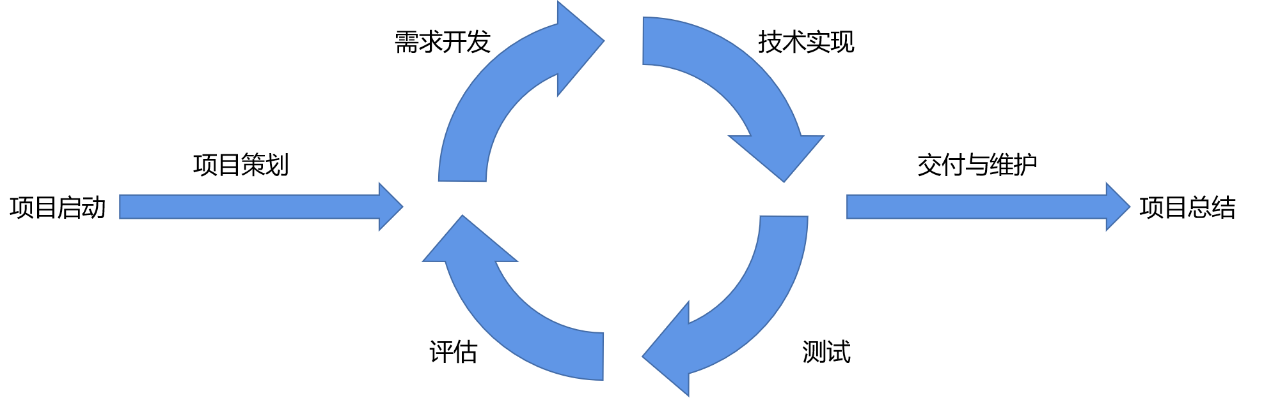 项目启动
项目策划
需求开发
技术实现
测试
评估
交付与维护
项目总结